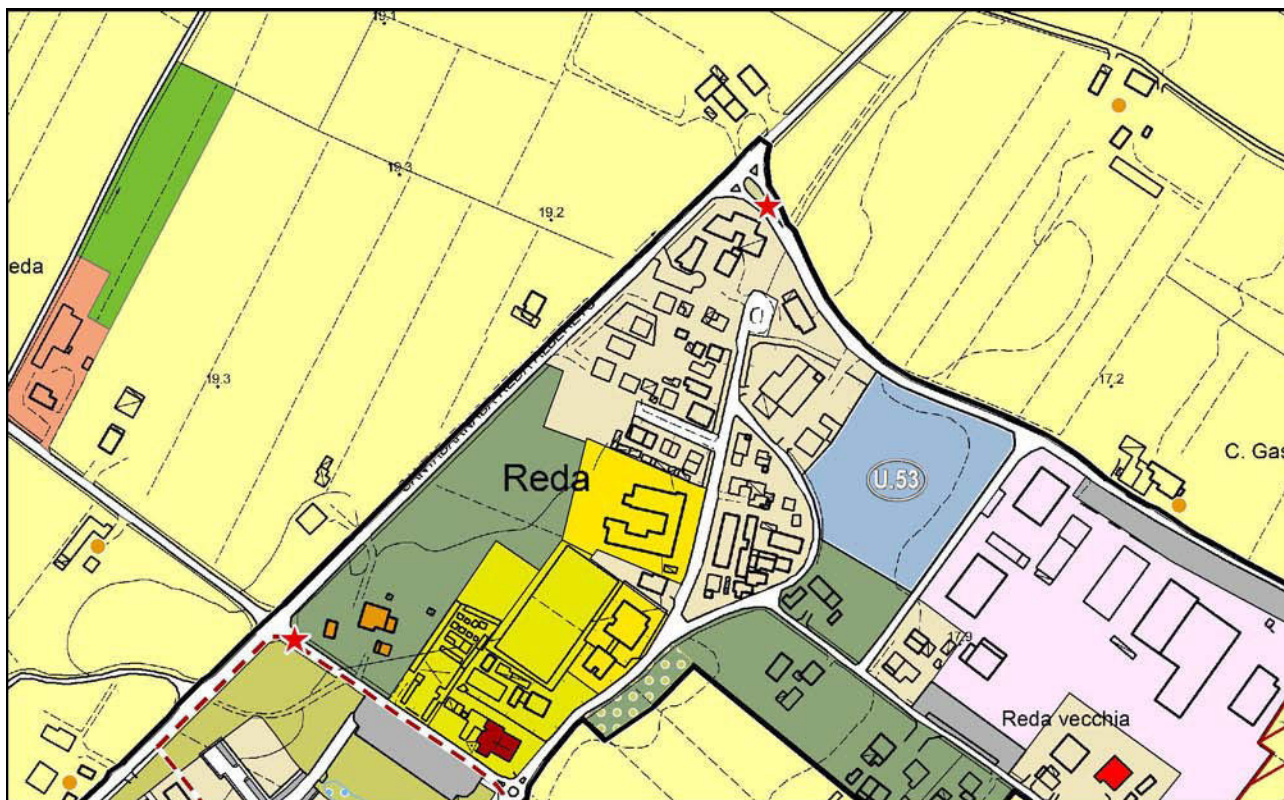 19.1
19.3
19.2
eda
19.3
17.2
C. Gas
Reda
U.53
17.9
Reda vecchia